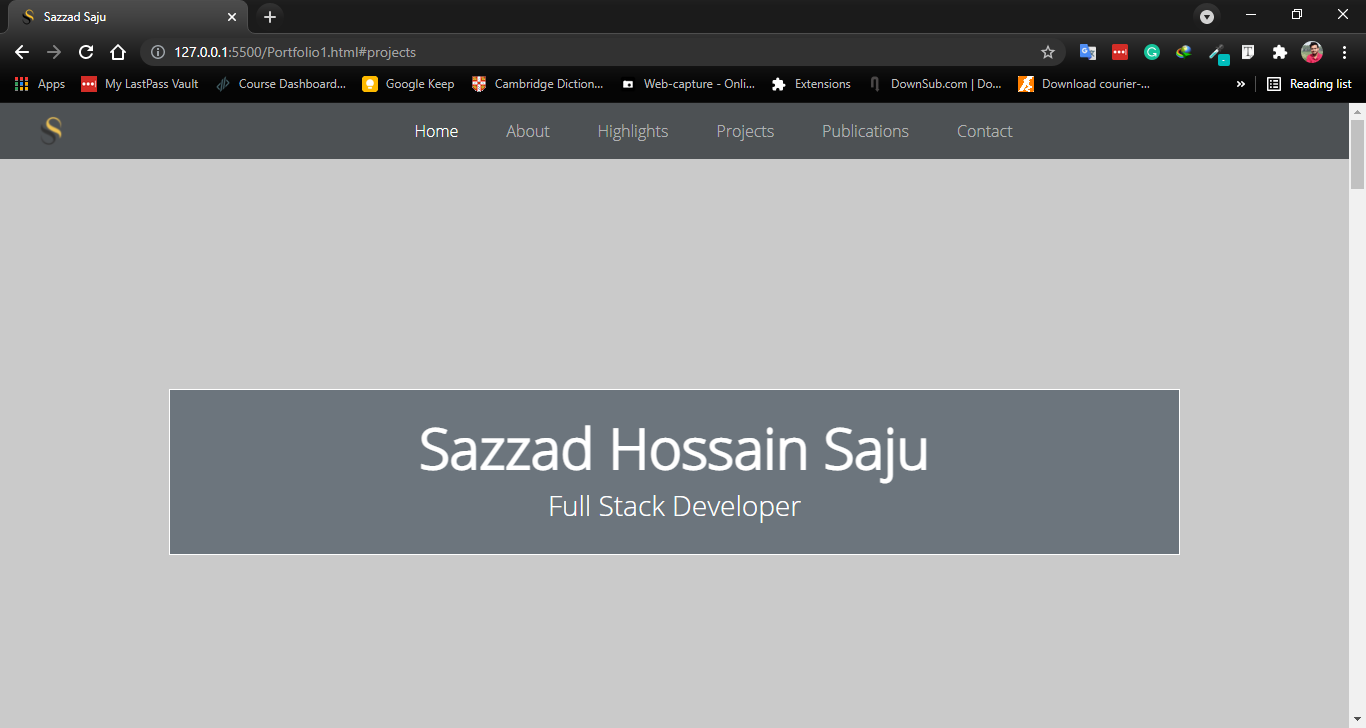 Sazzad Saju
127.0.0.1:5500/Portfolio1.html#projects
Apps My LastPass Vault Course Dashboard... Google Keep Cambridge Diction... Web-capture - Onli... Extensions DownSub.com | Do... Download courier-... » Reading list
Home About Highlights Projects Publications Contact
Sazzad Hossain Saju
Full Stack Developer